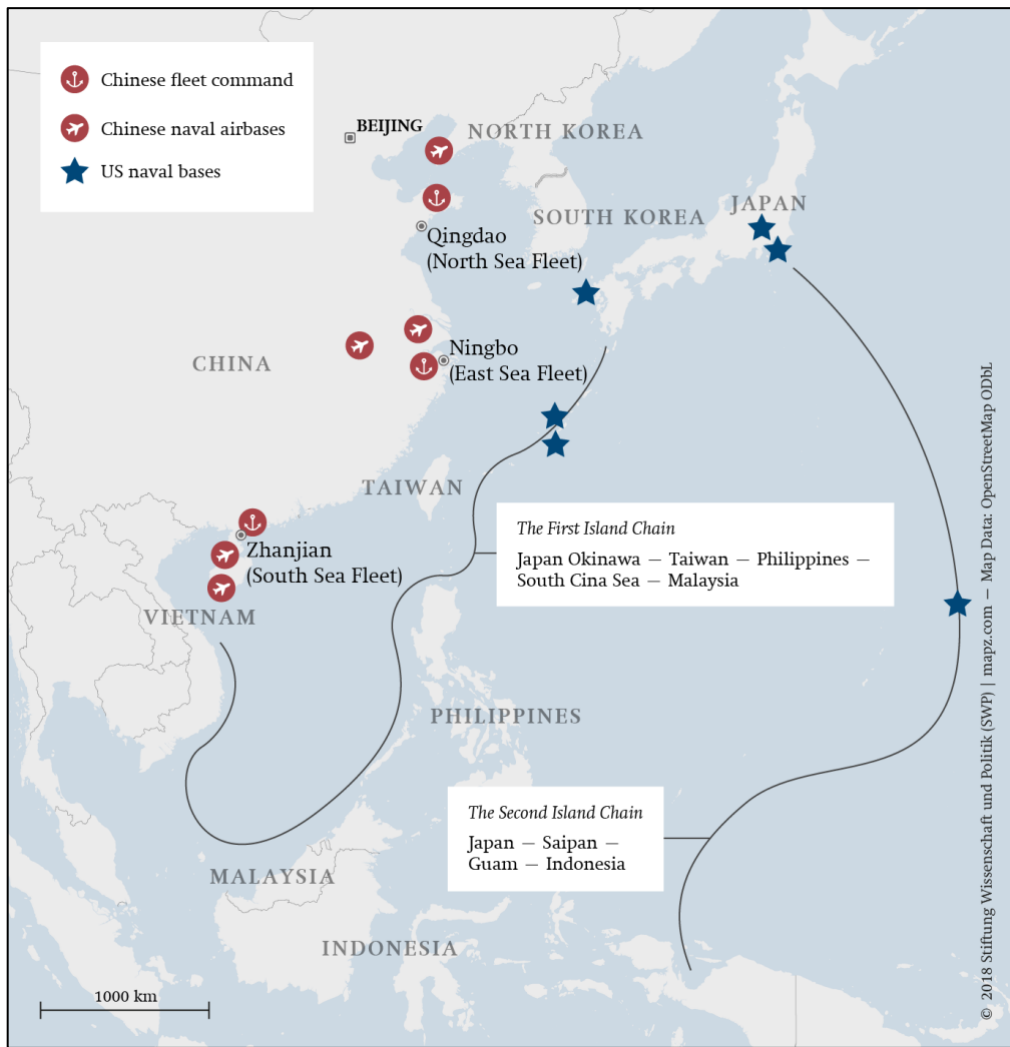 Chinese fleet command
Chinese naval airbases
US naval bases
BEIJING
NORTH KOREA
SOUTH KOREA
JAPAN
Qingdao
(North Sea Fleet)
CHINA
Ningbo
(East Sea Fleet)
TAIWAN
The First Island Chain
Japan Okinawa – Taiwan – Philippines –
South Cina Sea – Malaysia
Zhanjian
(South Sea Fleet)
VIETNAM
PHILIPPINES
The Second Island Chain
Japan – Saipan –
Guam – Indonesia
MALAYSIA
INDONESIA
1000 km
© 2018 Stiftung Wissenschaft und Politik (SWP) | mapz.com – Map Data: OpenStreetMap ODbL